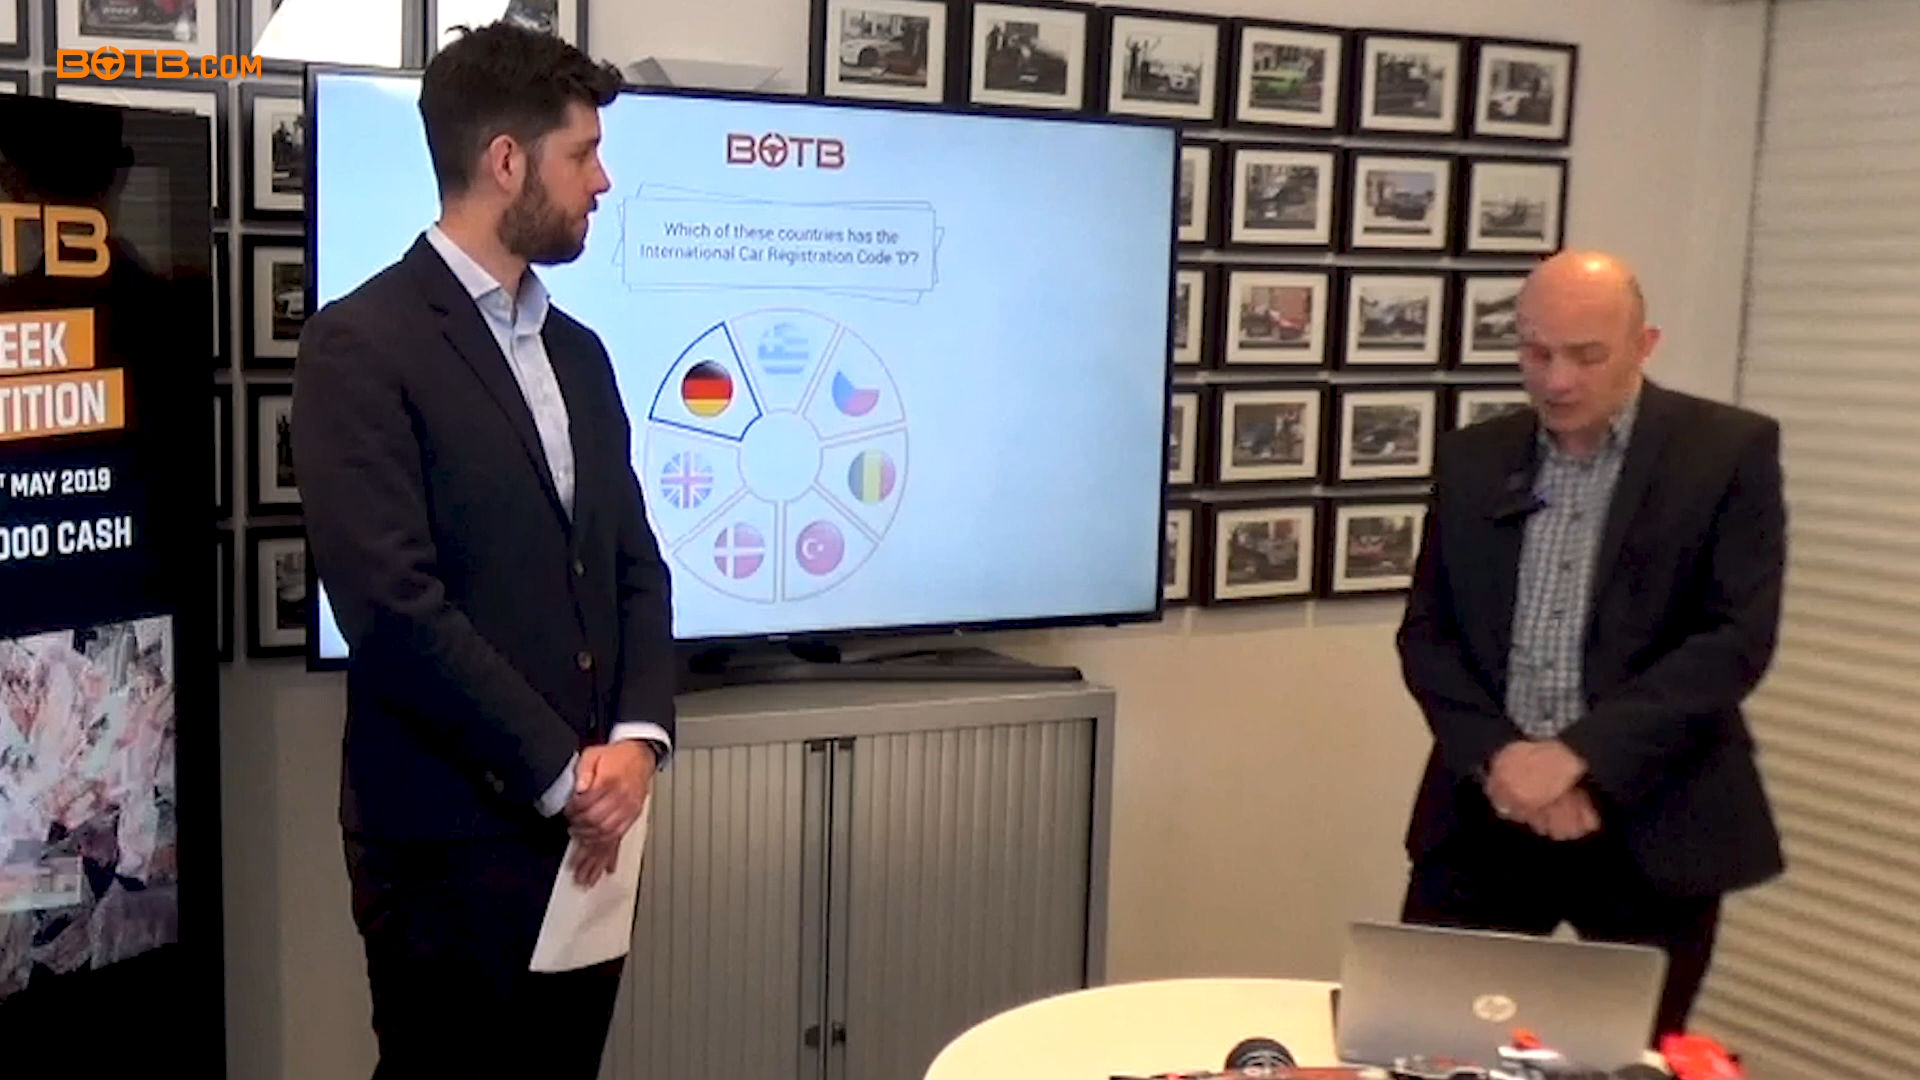 BOTB.COM
BOTB
Which of these countries has the
International Car Registration Code 'D'?
TB
EEK
TITION
MAY 2019
000 CASH
hp